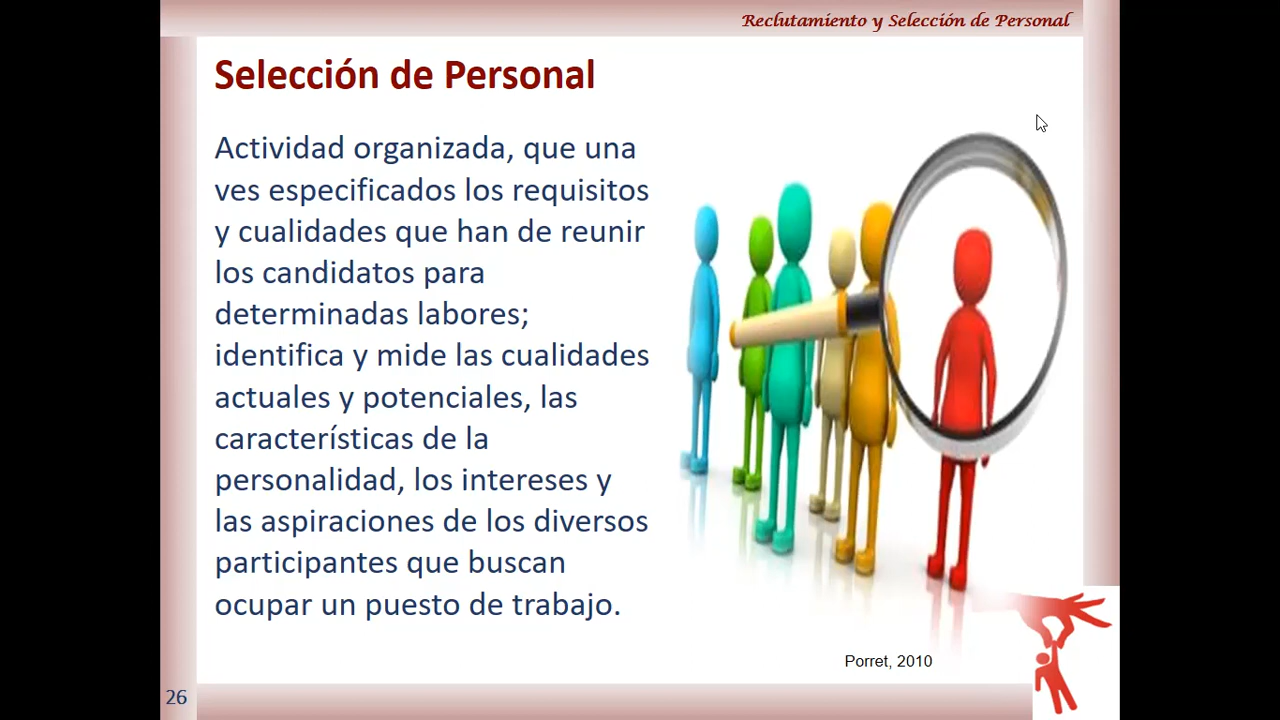 Reclutamiento y Selección de Personal
Selección de Personal
Actividad organizada, que una
ves especificados los requisitos
y cualidades que han de reunir
los candidatos para
determinadas labores;
identifica y mide las cualidades
actuales y potenciales, las
características de la
personalidad, los intereses y
las aspiraciones de los diversos
participantes que buscan
ocupar un puesto de trabajo.
Porret, 2010
26